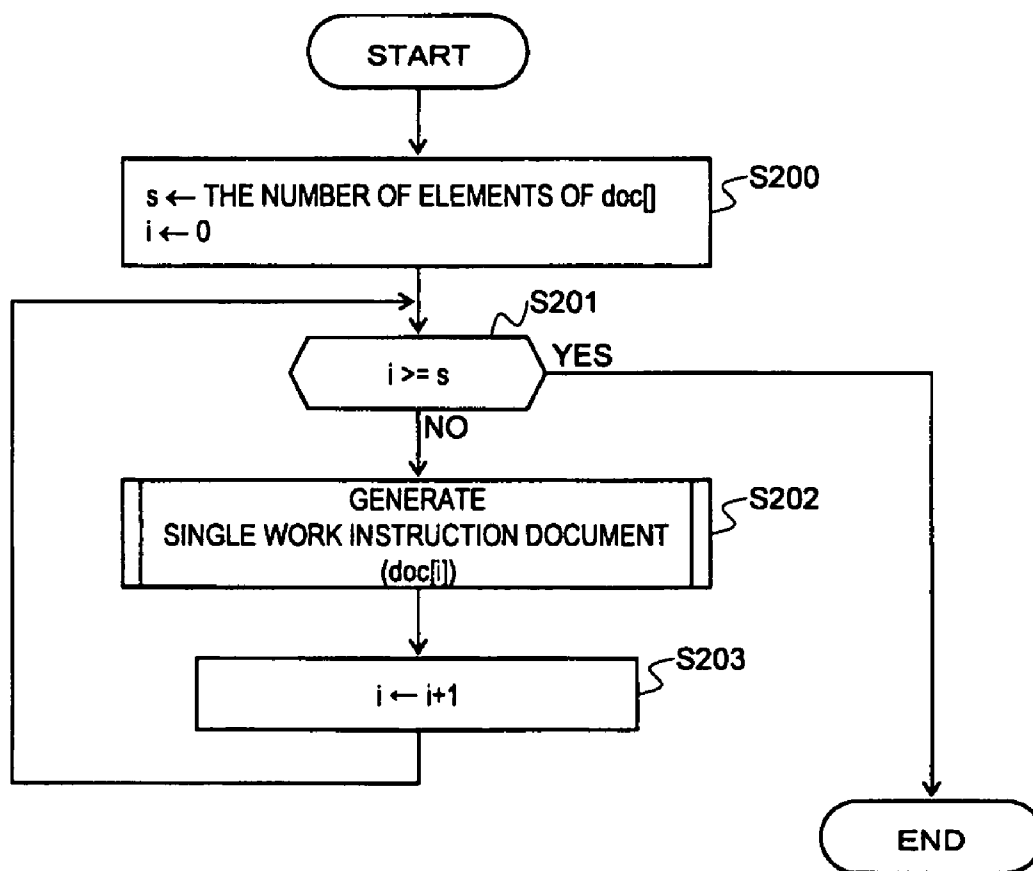 START
s ← THE NUMBER OF ELEMENTS OF doc[]
i ← 0
S200
S201
i >= s
YES
NO
GENERATE
SINGLE WORK INSTRUCTION DOCUMENT
(doc[i])
S202
i ← i+1
S203
END